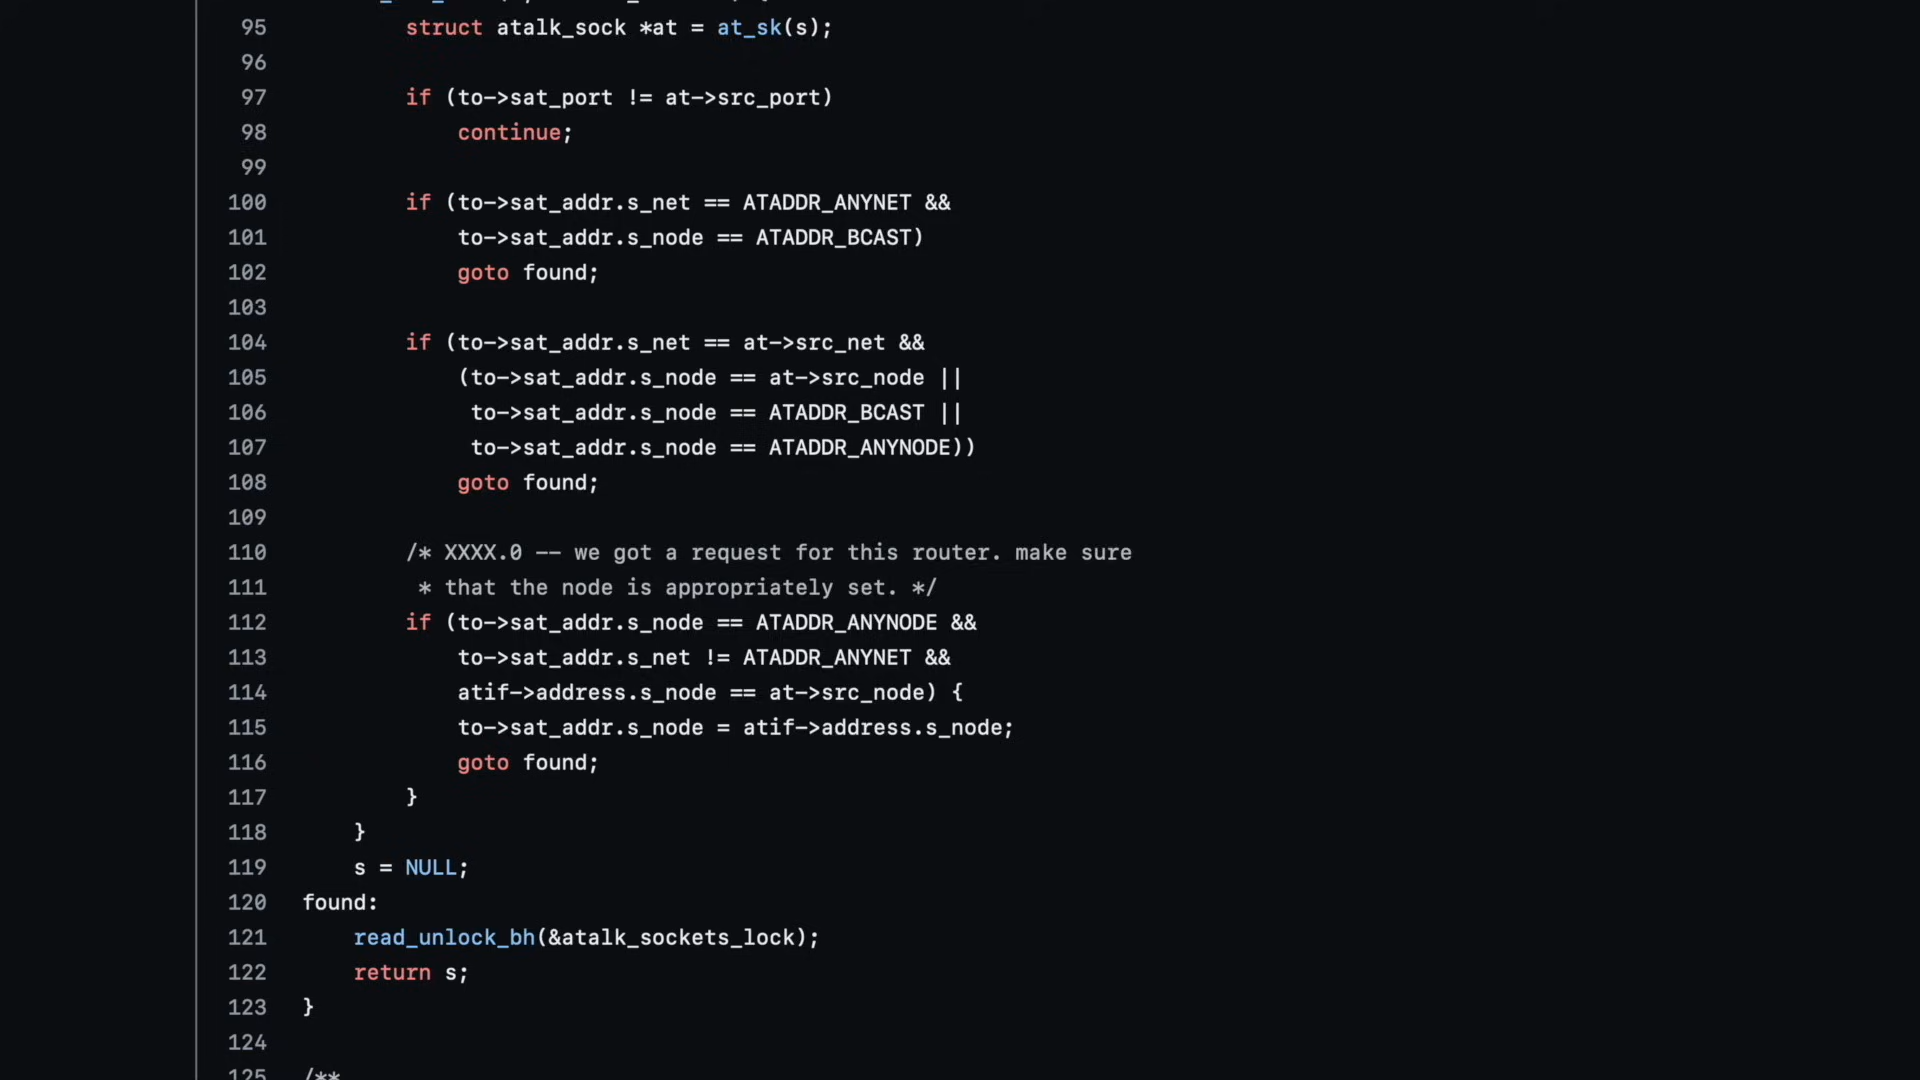 95 struct atalk_sock *at = at_sk(s);
96
97 if (to->sat_port != at->src_port)
98 continue;
99
100 if (to->sat_addr.s_net == ATADDR_ANYNET &&
101 to->sat_addr.s_node == ATADDR_BCAST)
102 goto found;
103
104 if (to->sat_addr.s_net == at->src_net &&
105 (to->sat_addr.s_node == at->src_node ||
106 to->sat_addr.s_node == ATADDR_BCAST ||
107 to->sat_addr.s_node == ATADDR_ANYNODE))
108 goto found;
109
110 /* XXXX.0 -- we got a request for this router. make sure
111 * that the node is appropriately set. */
112 if (to->sat_addr.s_node == ATADDR_ANYNODE &&
113 to->sat_addr.s_net != ATADDR_ANYNET &&
114 atif->address.s_node == at->src_node) {
115 to->sat_addr.s_node = atif->address.s_node;
116 goto found;
117 }
118 }
119 s = NULL;
120 found:
121 read_unlock_bh(&atalk_sockets_lock);
122 return s;
123 }
124
125 /**